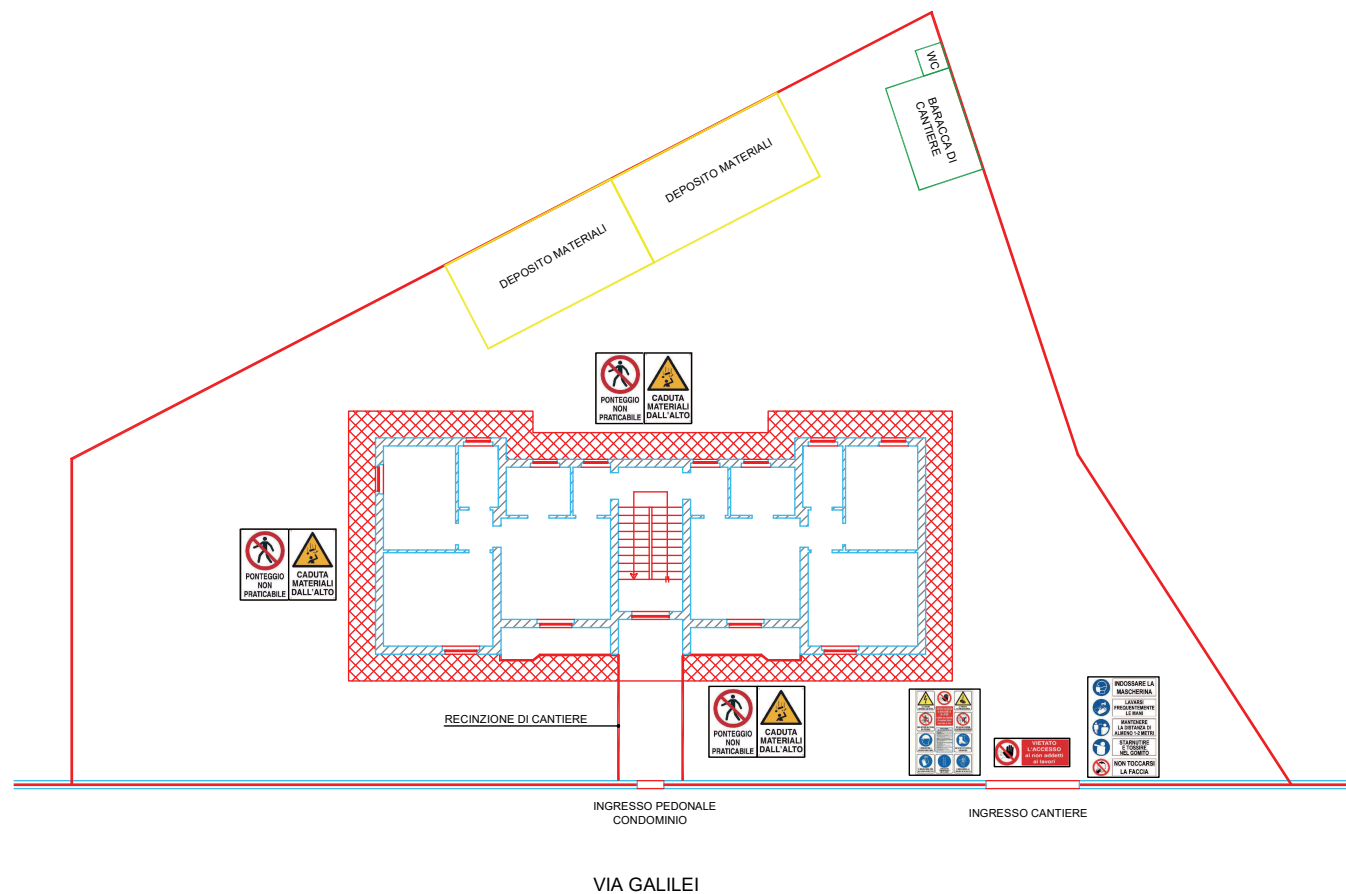 WC
BARACCA DI
CANTIERE
DEPOSITO MATERIALI
DEPOSITO MATERIALI
PONTEGGIO
NON
PRATICABILE
CADUTA
MATERIALI
DALL'ALTO
PONTEGGIO
NON
PRATICABILE
CADUTA
MATERIALI
DALL'ALTO
PONTEGGIO
NON
PRATICABILE
CADUTA
MATERIALI
DALL'ALTO
RECINZIONE DI CANTIERE
VIETATO
L'ACCESSO
ai non addetti
ai lavori
INDOSSARE LA
MASCHERINA
LAVARSI
FREQUENTEMENTE
LE MANI
MANTENERE
LA DISTANZA DI
ALMENO 1-2 METRI
STARNUTIRE
E TOSSIRE
NEL GOMITO
NON TOCCARSI
LA FACCIA
INGRESSO PEDONALE
CONDOMINIO
INGRESSO CANTIERE
VIA GALILEI